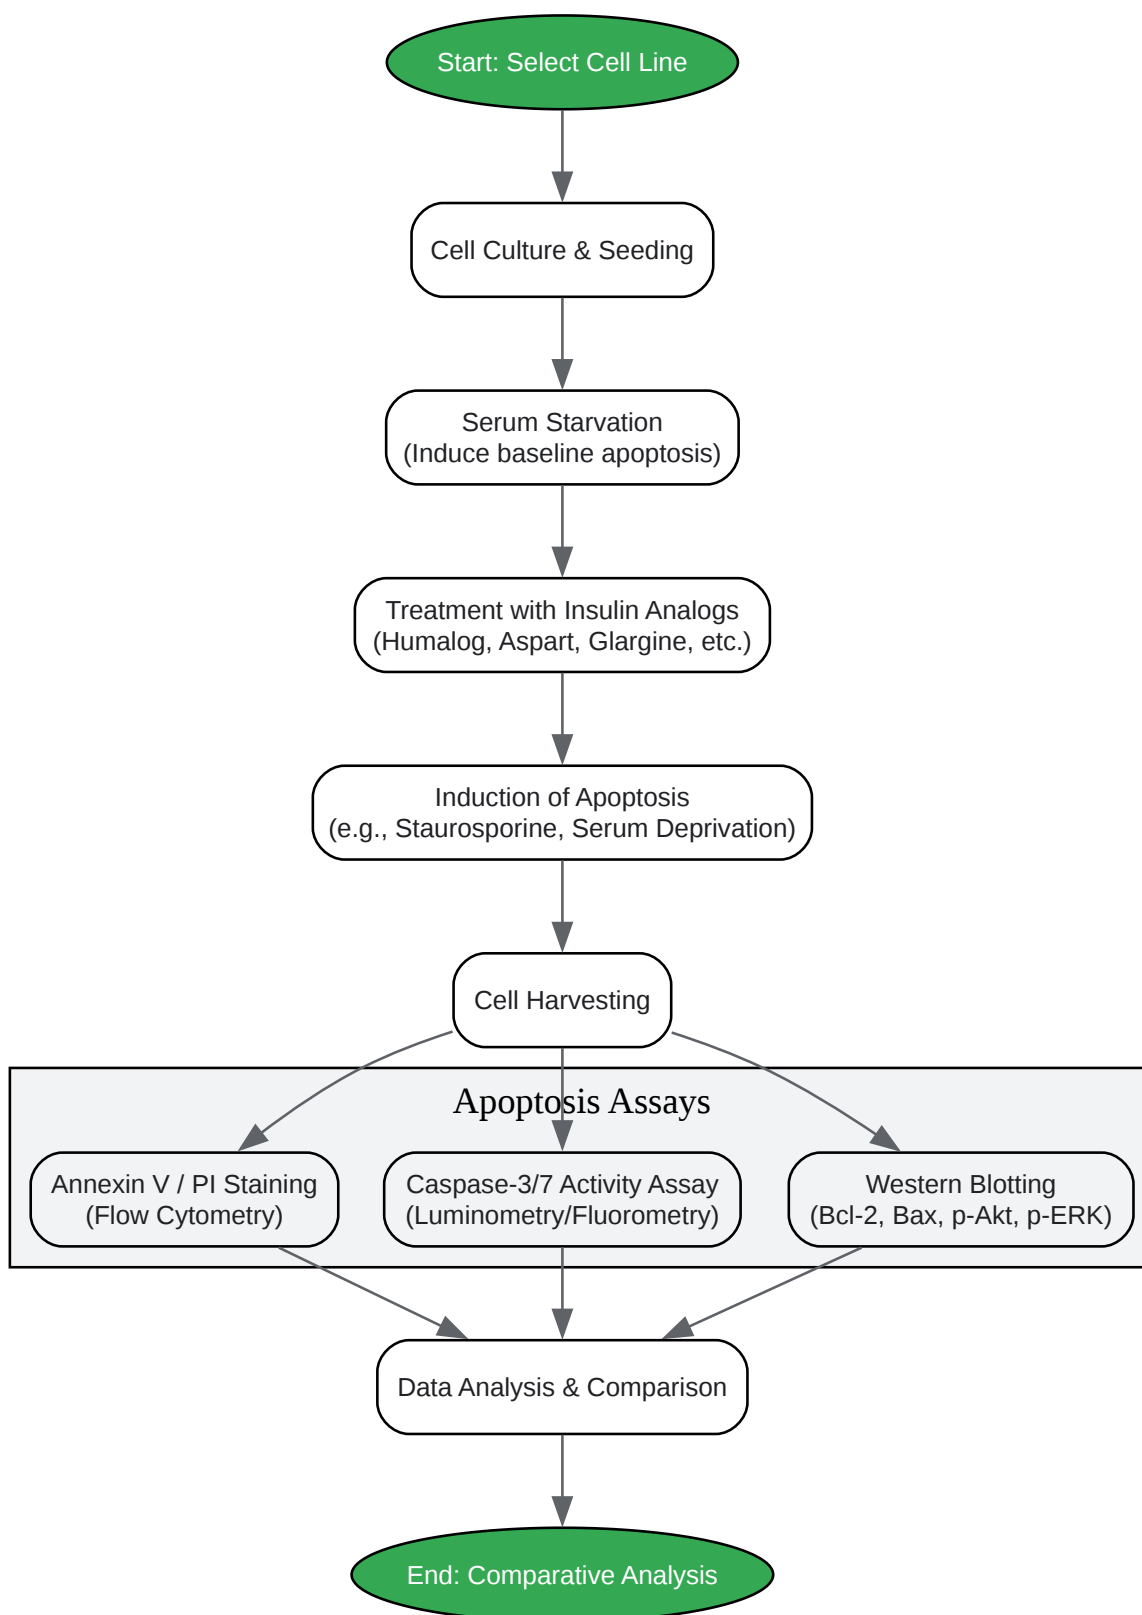 Start: Select Cell Line
Cell Culture & Seeding
Serum Starvation
(Induce baseline apoptosis)
Treatment with Insulin Analogs
(Humalog, Aspart, Glargine, etc.)
Induction of Apoptosis
(e.g., Staurosporine, Serum Deprivation)
Cell Harvesting
Apoptosis Assays
Annexin V / PI Staining
(Flow Cytometry)
Caspase-3/7 Activity Assay
(Luminometry/Fluorometry)
Western Blotting
(Bcl-2, Bax, p-Akt, p-ERK)
Data Analysis & Comparison
End: Comparative Analysis